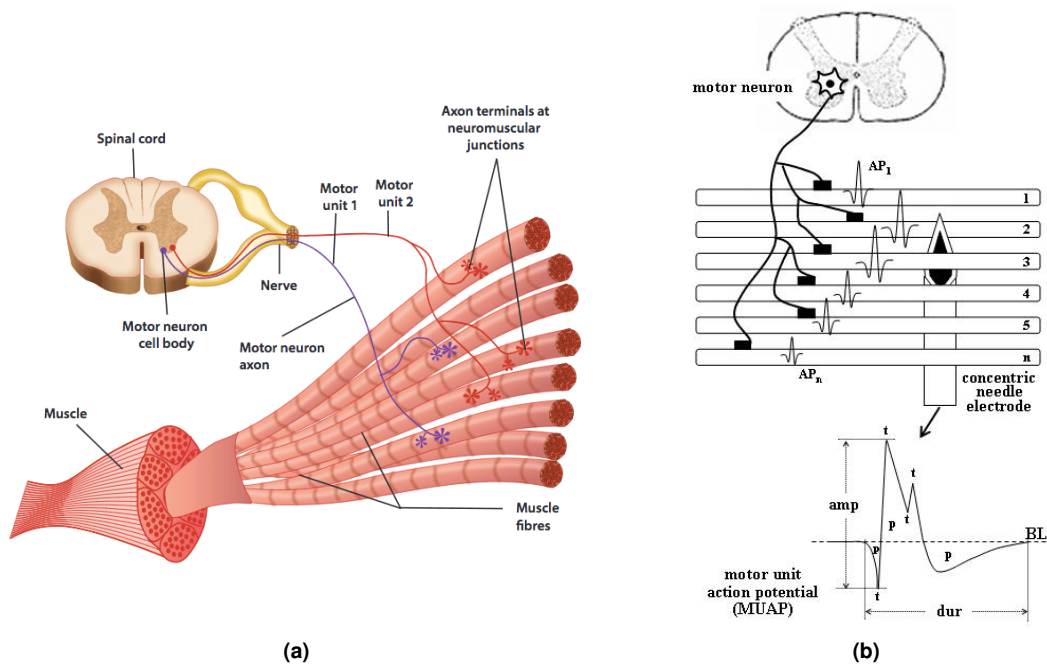 Spinal cord
Axon terminals at
neuromuscular
junctions
Motor
unit 1
Motor
unit 2
Nerve
Motor neuron
cell body
Motor neuron
axon
Muscle
Muscle
fibres
(a)
motor neuron
AP1
1
2
3
4
5
n
APn
concentric
needle
electrode
t
t
amp
p
t
BL
p
p
t
motor unit
action potential
(MUAP)
dur
(b)